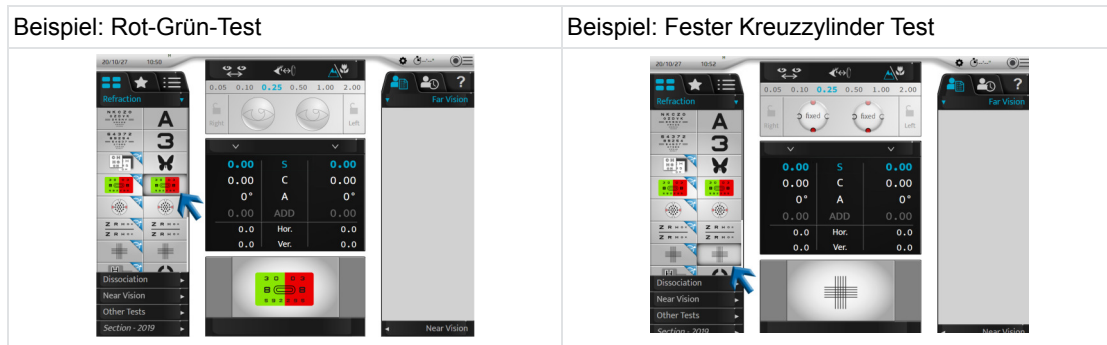 Beispiel: Rot-Grün-Test
20/10/27 10:50
?
Refraction
Far Vision
0.05 0.10 0.25 0.50 1.00 2.00
Right
Left
A
3
0.00 S 0.00
0.00 C 0.00
0° A 0°
0.00 ADD 0.00
0.0 Hor. 0.0
0.0 Ver. 0.0
Dissociation
Near Vision
Other Tests
Section - 2019
Near Vision
Beispiel: Fester Kreuzzylinder Test
20/10/27 10:52
?
Refraction
Far Vision
0.05 0.10 0.25 0.50 1.00 2.00
fixed fixed
Right
Left
A
3
0.00 S 0.00
0.00 C 0.00
0° A 0°
0.00 ADD 0.00
0.0 Hor. 0.0
0.0 Ver. 0.0
Dissociation
Near Vision
Other Tests
Section - 2019
Near Vision